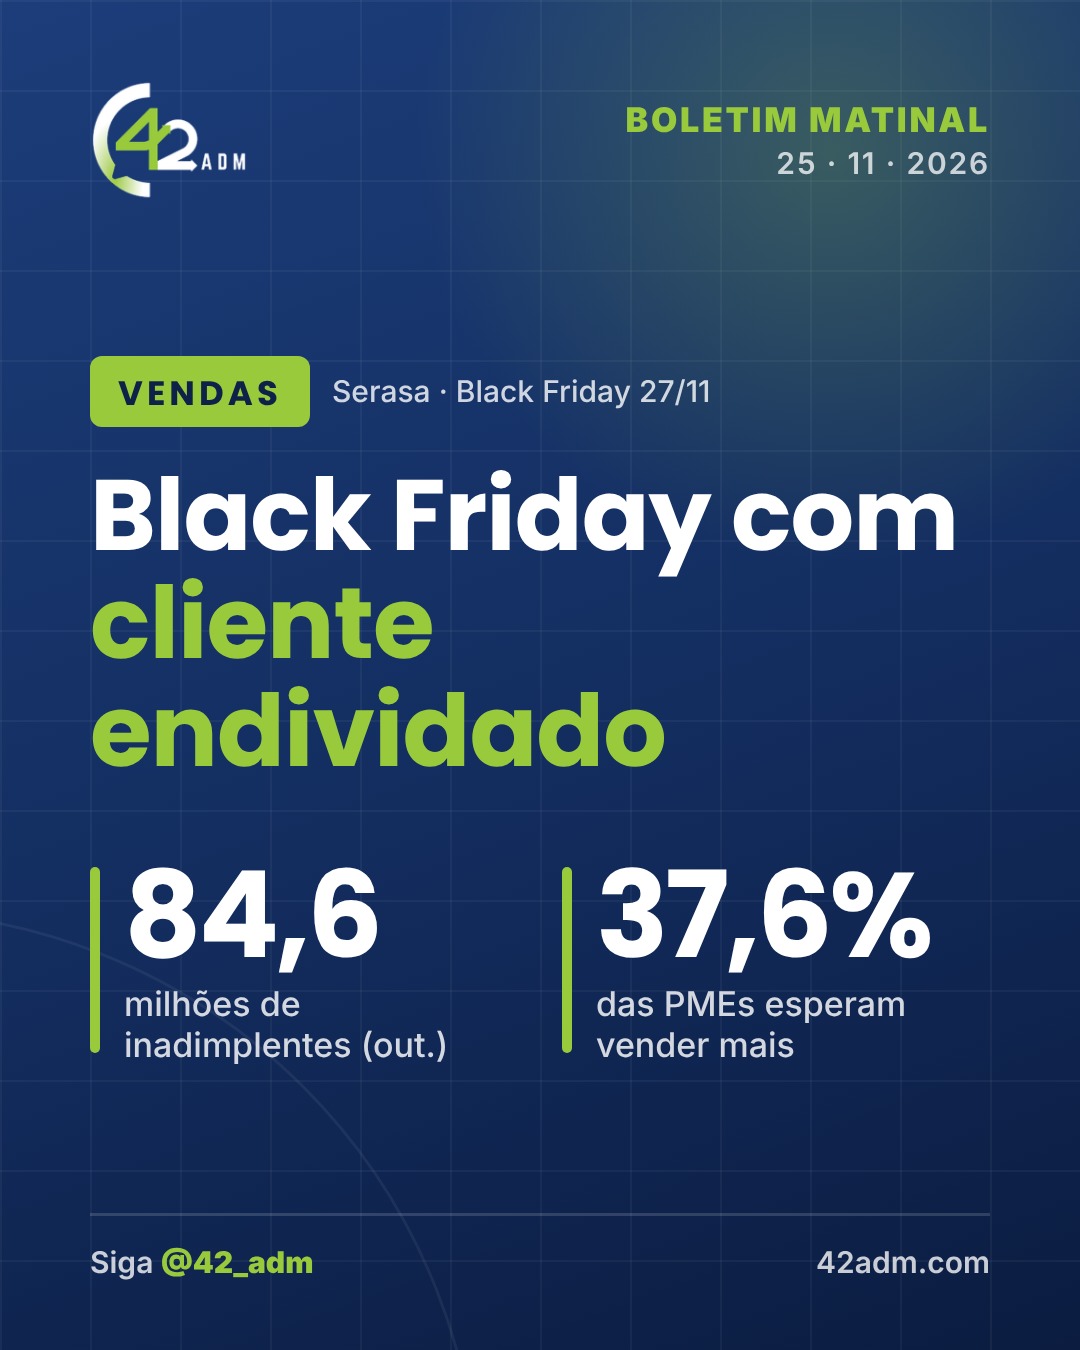 42 ADM
BOLETIM MATINAL
25 · 11 · 2026
VENDAS
Serasa · Black Friday 27/11
Black Friday com
cliente
endividado
84,6
milhões de
inadimplentes (out.)
37,6%
das PMEs esperam
vender mais
Siga @42_adm
42adm.com